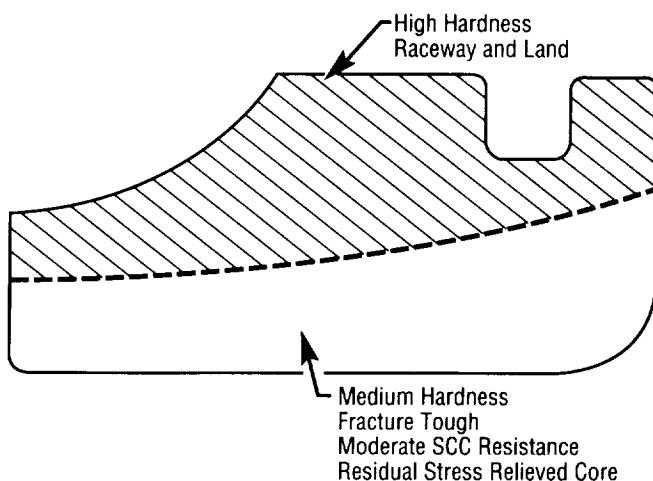 High Hardness
Raceway and Land
Medium Hardness
Fracture Tough
Moderate SCC Resistance
Residual Stress Relieved Core